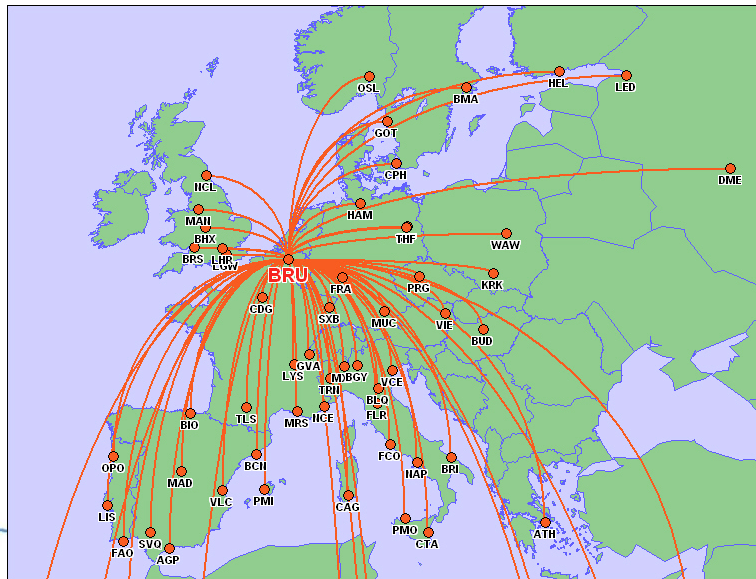 OSL
BMA
HEL
LED
GOT
CPH
DME
NCL
MAN
HAM
BHX
THF
WAW
BRS
LHR
LGW
BRU
FRA
PRG
KRK
CDG
SXB
MUC
VIE
BUD
GVA
LYS
MX
BGY
VCE
TRN
BLQ
TLS
MRS
NCE
FLR
BIO
OPO
MAD
BCN
FCO
NAP
BRI
VLC
PMI
CAG
LIS
FAO
SVQ
AGP
PMO
CTA
ATH